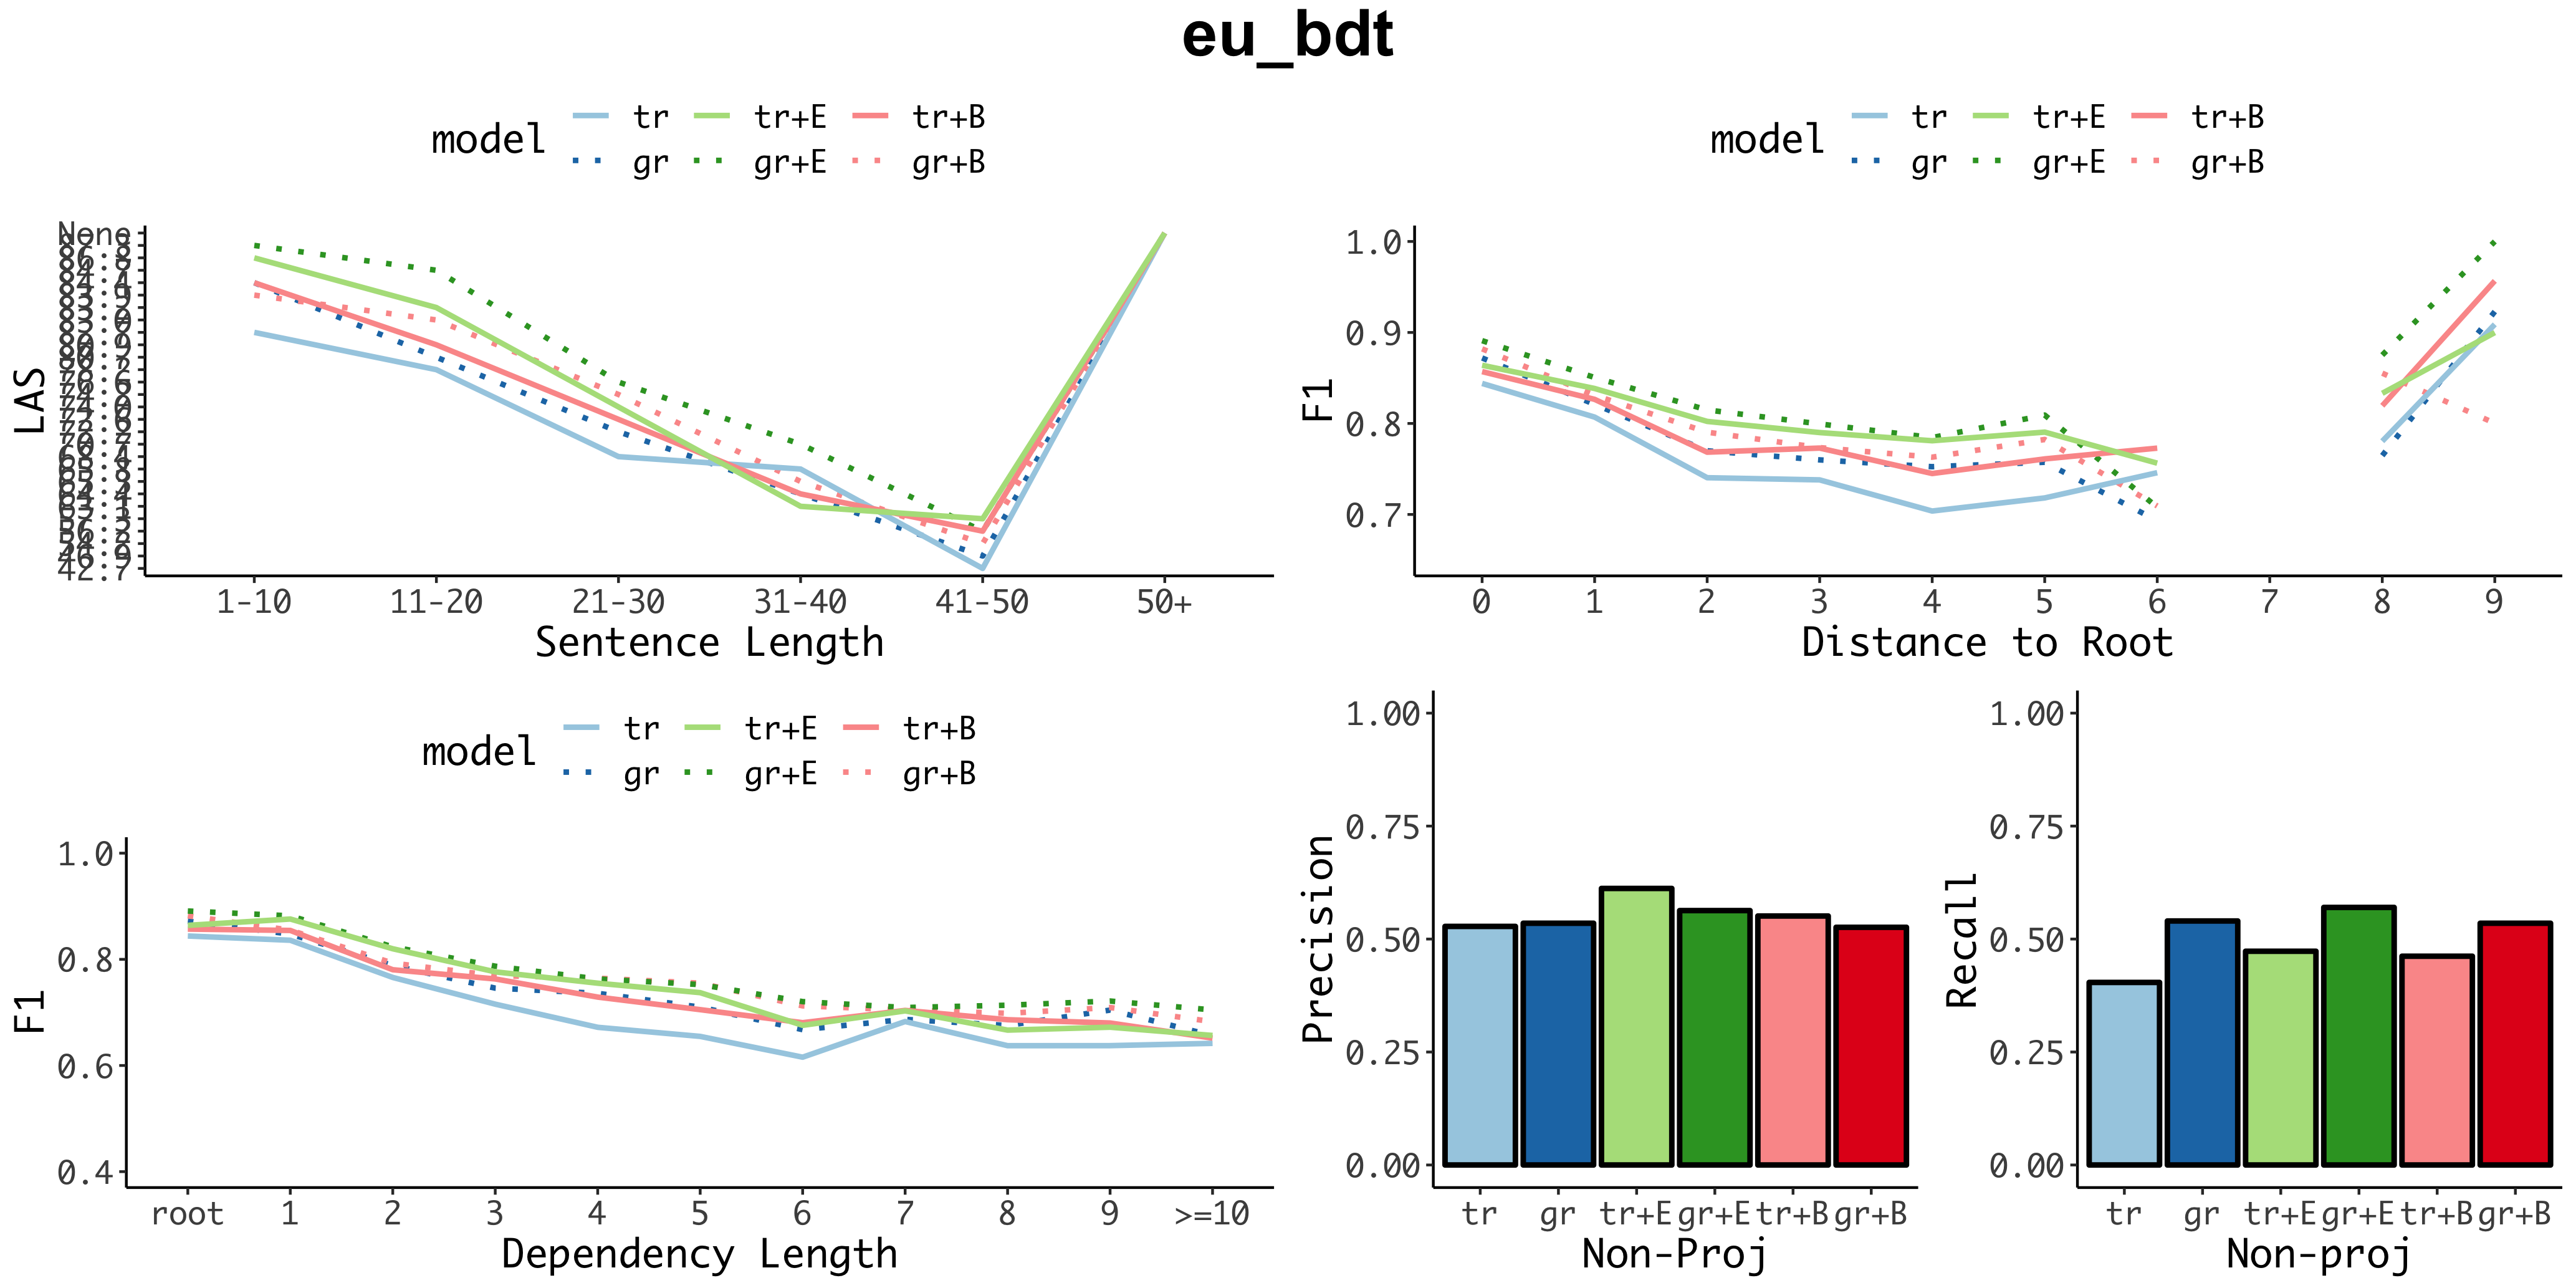 eu_bdt
model
tr tr+E tr+B
gr gr+E gr+B
LAS
None
42.7
1-10 11-20 21-30 31-40 41-50 50+
Sentence Length
model
tr tr+E tr+B
gr gr+E gr+B
F1
1.0
0.9
0.8
0.7
0 1 2 3 4 5 6 7 8 9
Distance to Root
model
tr tr+E tr+B
gr gr+E gr+B
F1
1.0
0.8
0.6
0.4
root 1 2 3 4 5 6 7 8 9 >=10
Dependency Length
Precision
1.00
0.75
0.50
0.25
0.00
tr gr tr+E gr+E tr+B gr+B
Non-Proj
Recall
1.00
0.75
0.50
0.25
0.00
tr gr tr+E gr+E tr+B gr+B
Non-proj